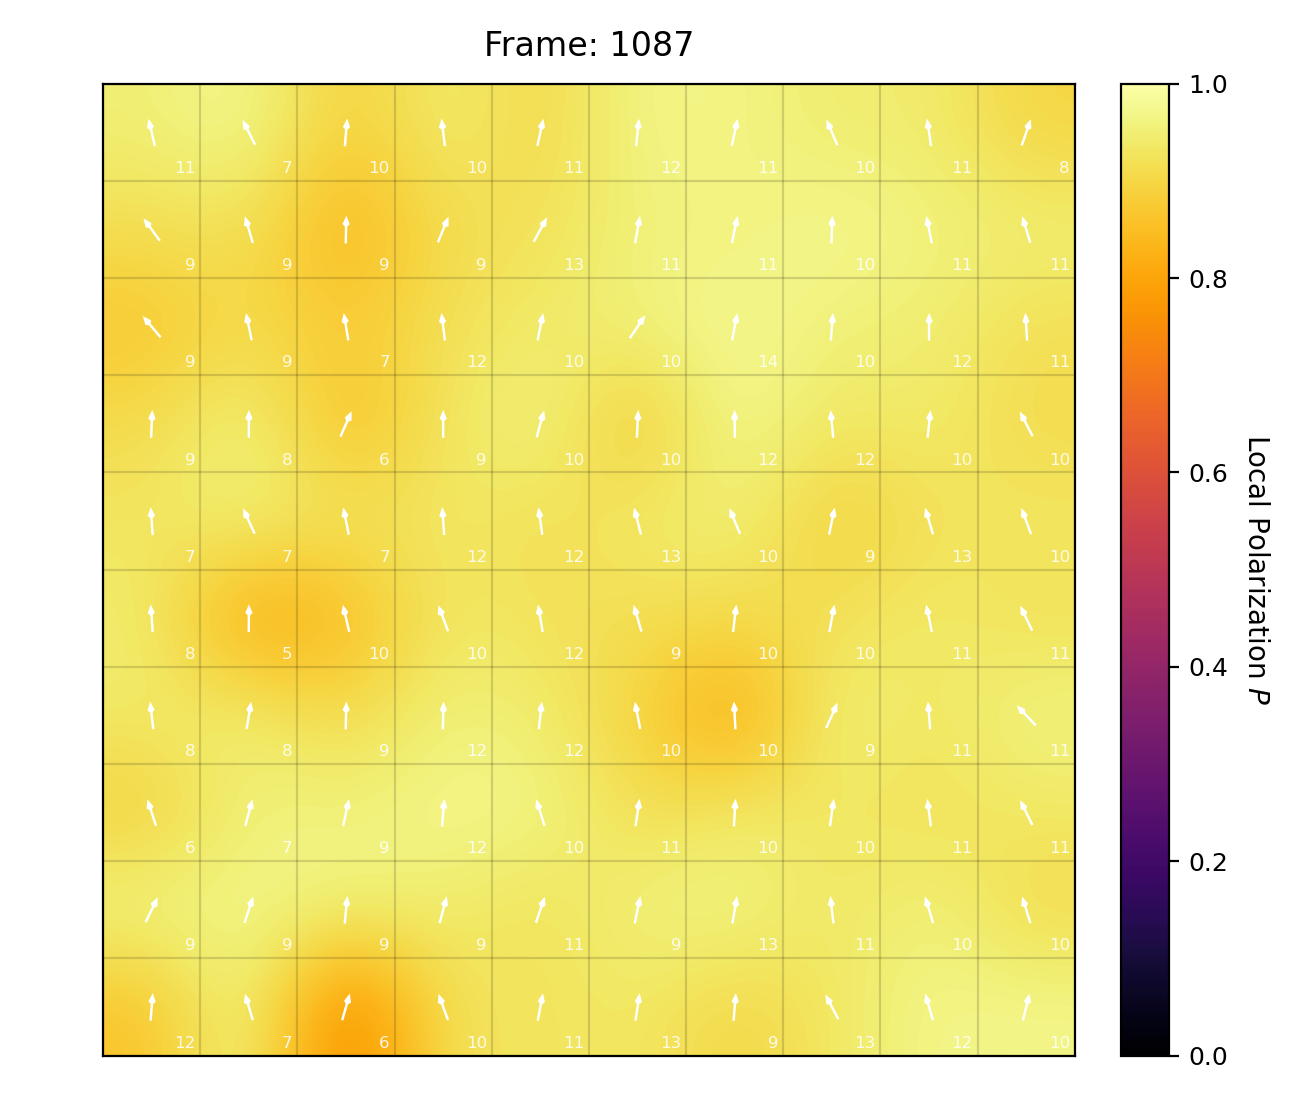 Frame: 1087
11 7 10 10 11 12 11 10 11 8
9 9 9 9 13 11 11 10 11 11
9 9 7 12 10 10 14 10 12 11
9 8 6 9 10 10 12 12 10 10
7 7 7 12 12 13 10 9 13 10
8 5 10 10 12 9 10 10 11 11
8 8 9 12 12 10 10 9 11 11
6 7 9 12 10 11 10 10 11 11
9 9 9 9 11 9 13 11 10 10
12 7 6 10 11 13 9 13 12 10
1.0
0.8
0.6
0.4
0.2
0.0
Local Polarization P